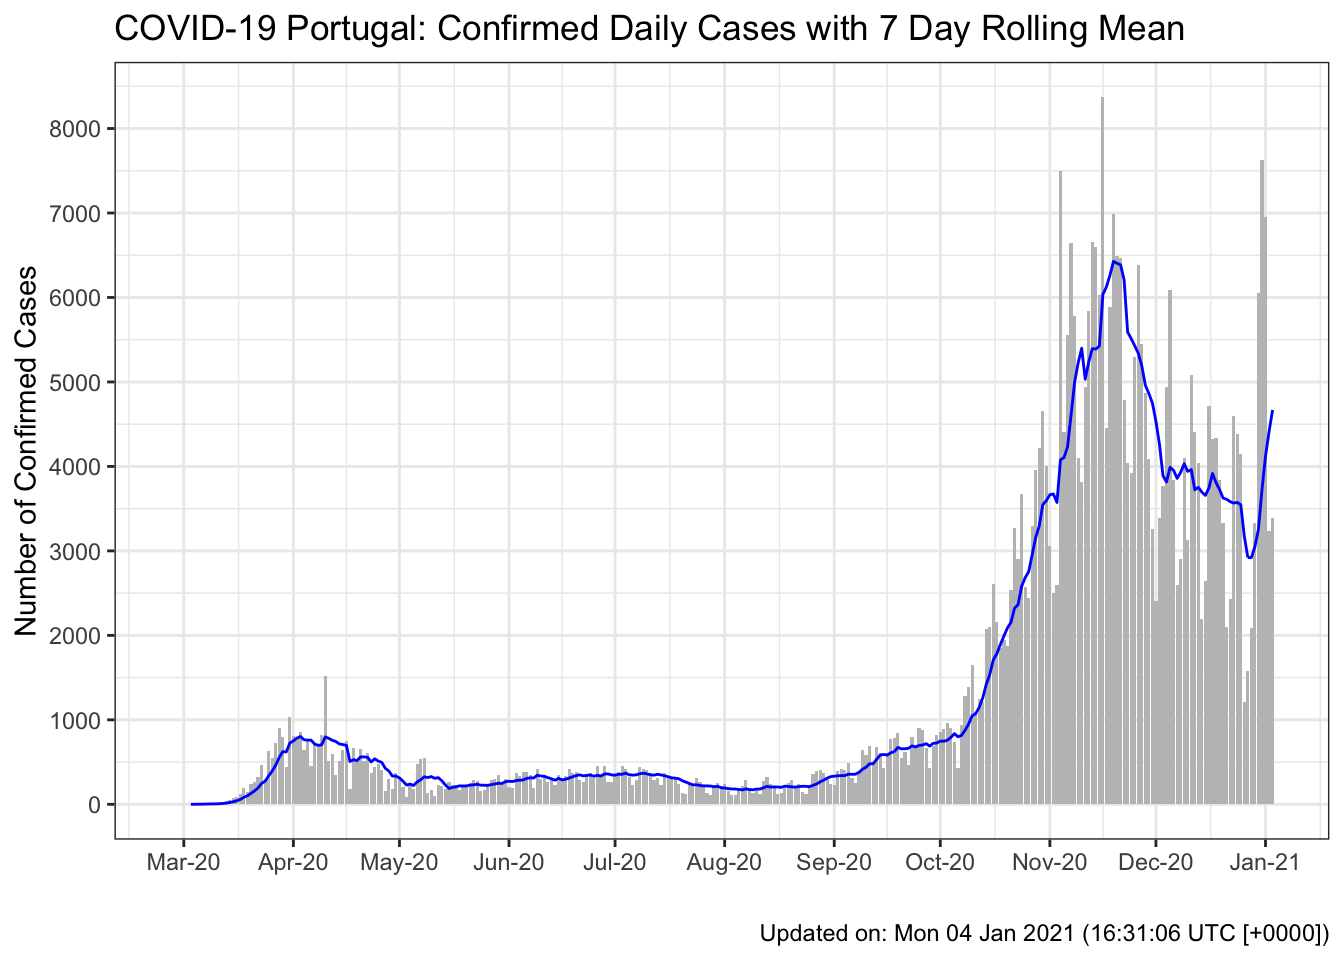 COVID-19 Portugal: Confirmed Daily Cases with 7 Day Rolling Mean
Number of Confirmed Cases
8000
7000
6000
5000
4000
3000
2000
1000
0
Mar-20 Apr-20 May-20 Jun-20 Jul-20 Aug-20 Sep-20 Oct-20 Nov-20 Dec-20 Jan-21
Updated on: Mon 04 Jan 2021 (16:31:06 UTC [+0000])